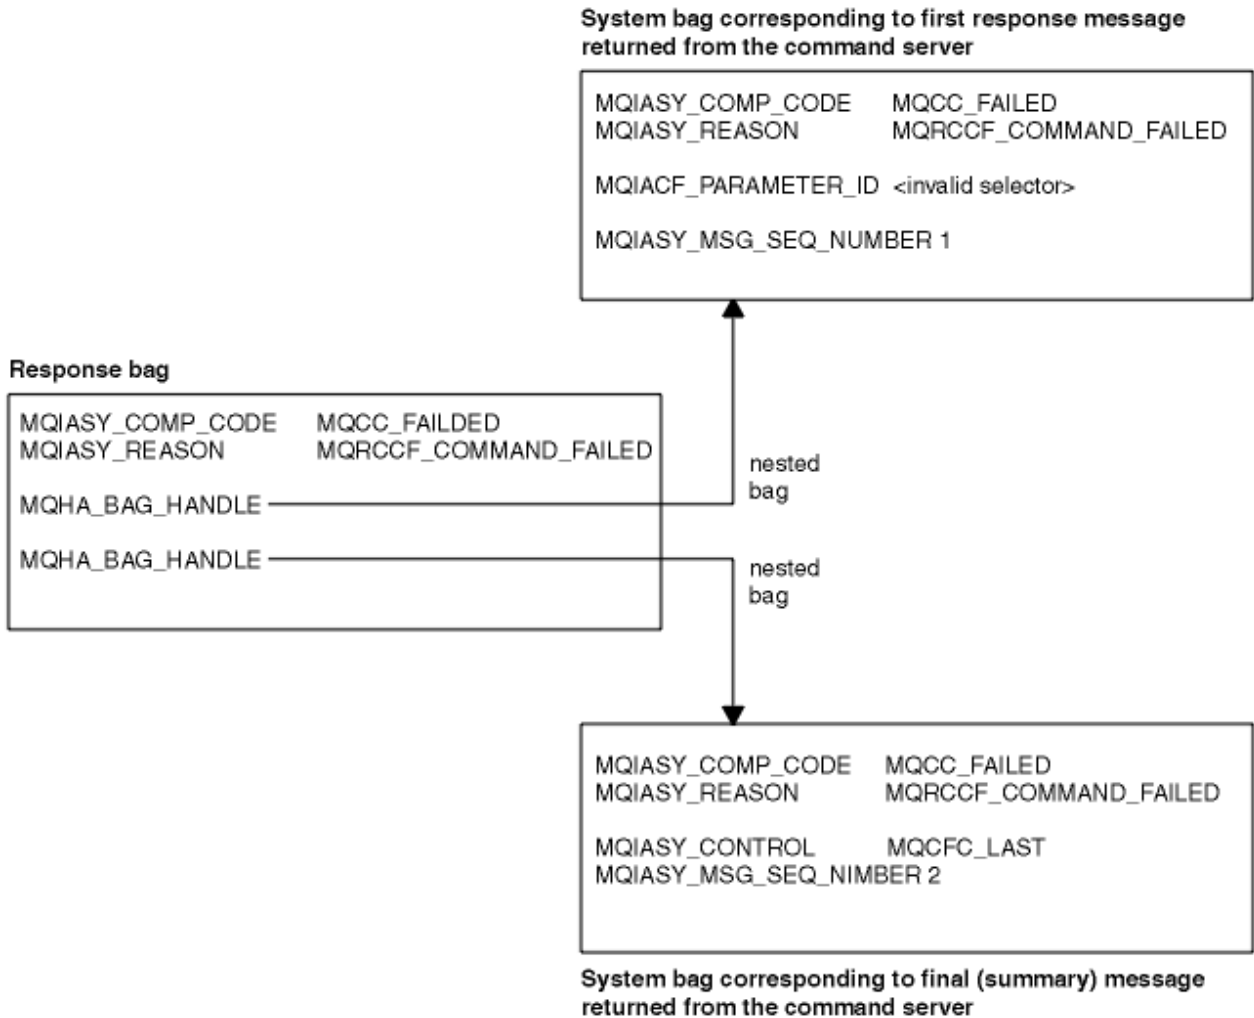 System bag corresponding to first response message
returned from the command server
MQIASY_COMP_CODE MQCC_FAILED
MQIASY_REASON MQRCCF_COMMAND_FAILED
MQIACF_PARAMETER_ID <invalid selector>
MQIASY_MSG_SEQ_NUMBER 1
Response bag
MQIASY_COMP_CODE MQCC_FAILDED
MQIASY_REASON MQRCCF_COMMAND_FAILED
MQHA_BAG_HANDLE
nested
bag
MQHA_BAG_HANDLE
nested
bag
MQIASY_COMP_CODE MQCC_FAILED
MQIASY_REASON MQRCCF_COMMAND_FAILED
MQIASY_CONTROL MQCFC_LAST
MQIASY_MSG_SEQ_NIMBER 2
System bag corresponding to final (summary) message
returned from the command server